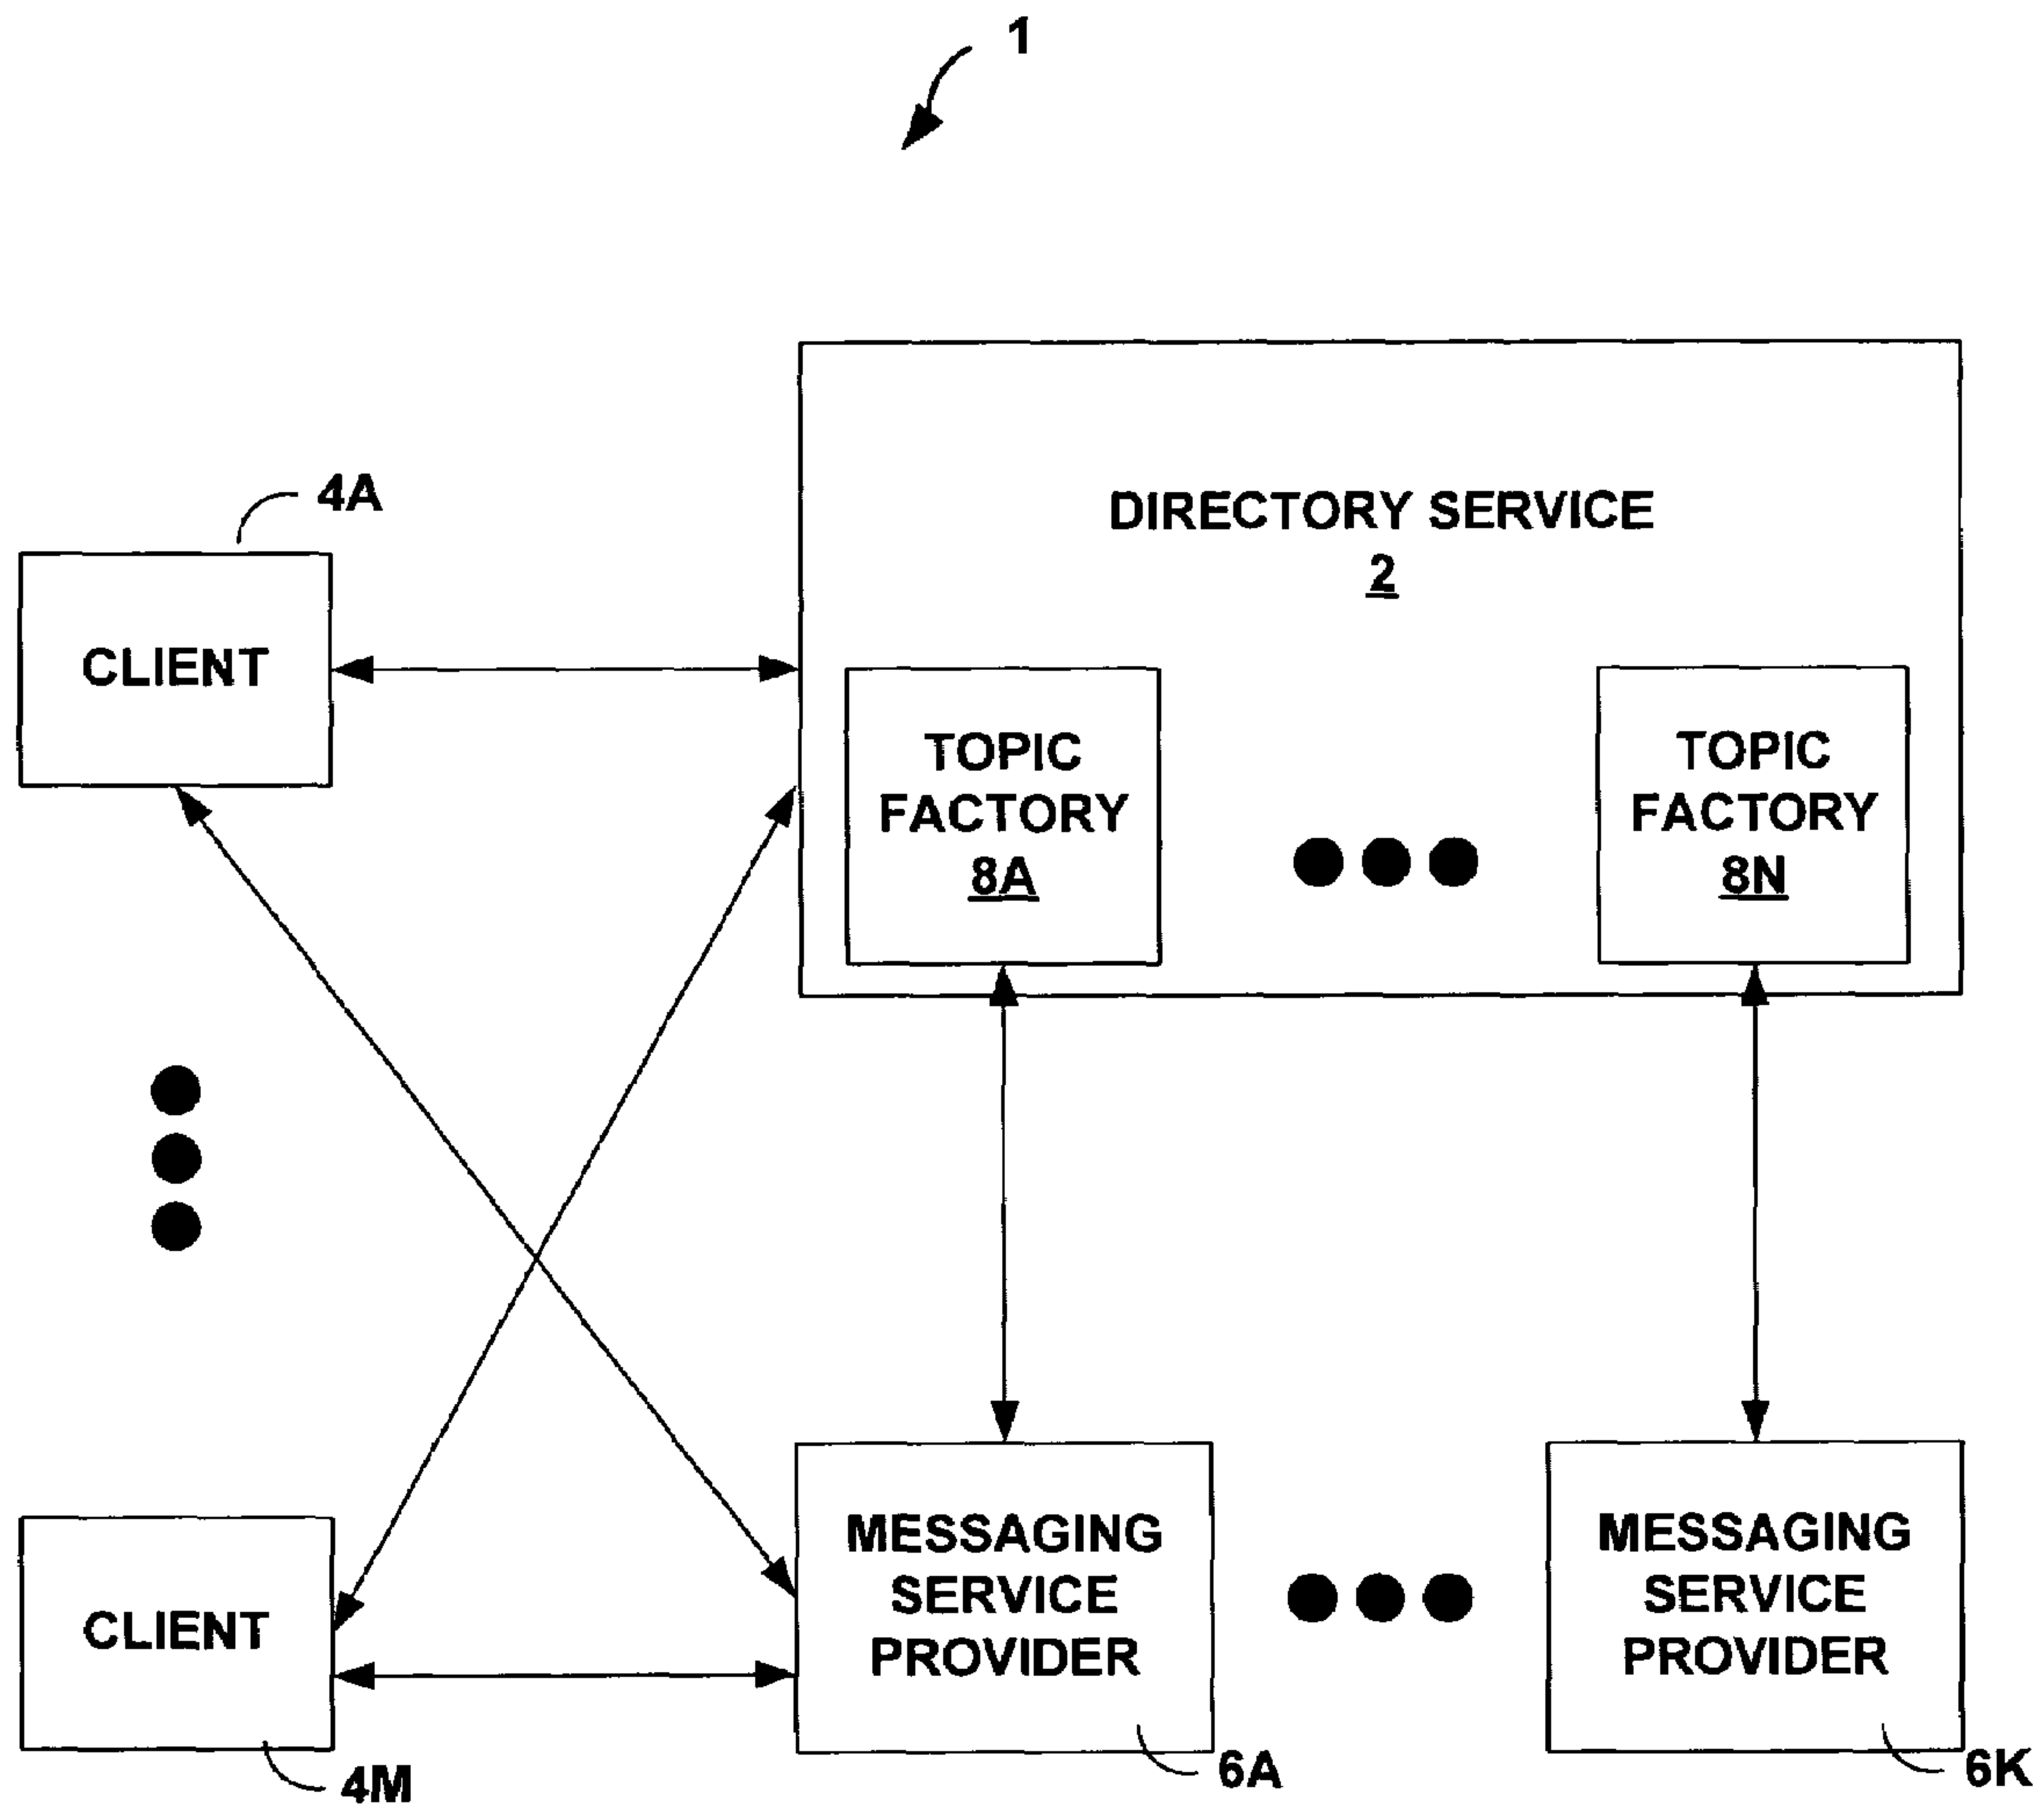 1
4A
DIRECTORY SERVICE
2
CLIENT
TOPIC
FACTORY
8A
TOPIC
FACTORY
8N
CLIENT
4M
MESSAGING
SERVICE
PROVIDER
6A
MESSAGING
SERVICE
PROVIDER
6K